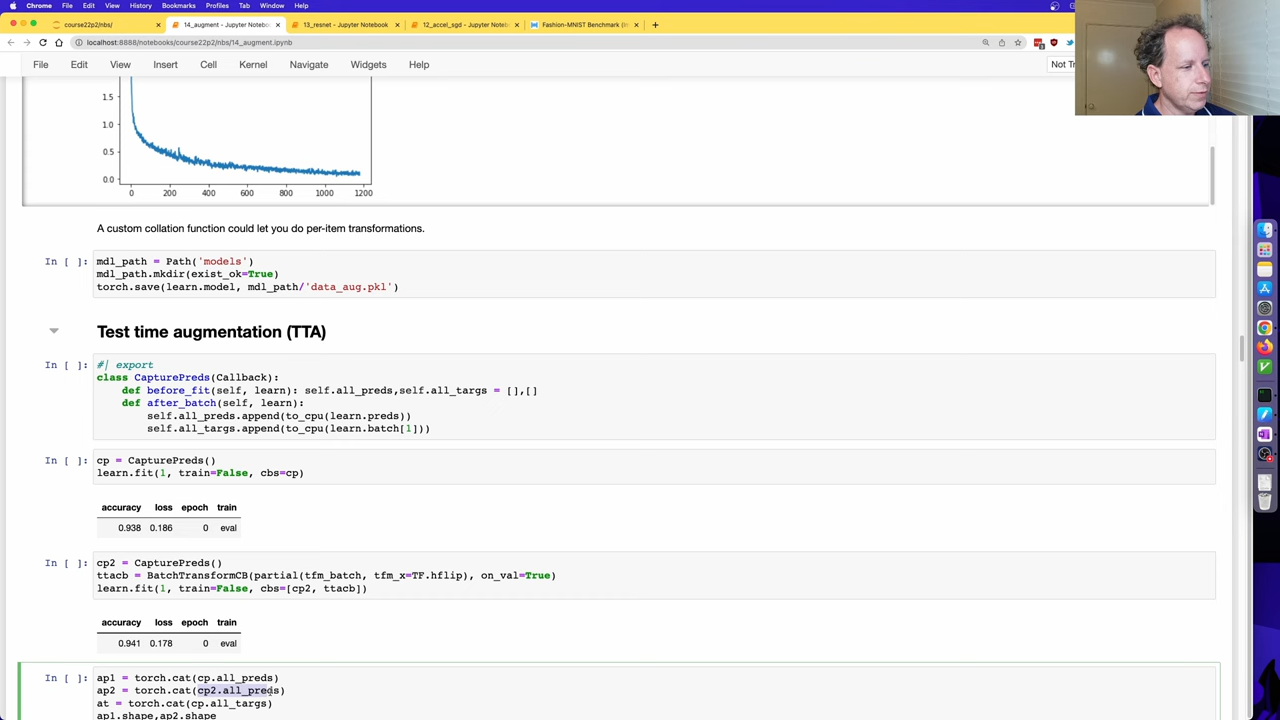 Chrome File Edit View History Bookmarks Profiles Tab Window Help
course22p2/nbs/
14_augment - Jupyter Notebook
13_resnet - Jupyter Notebook
12_accel_sgd - Jupyter Notebook
Fashion-MNIST Benchmark
localhost:8888/notebooks/course22p2/nbs/14_augment.ipynb
File Edit View Insert Cell Kernel Navigate Widgets Help
Not Tr
1.5
1.0
0.5
0.0
0 200 400 600 800 1000 1200
A custom collation function could let you do per-item transformations.
In [ ]:
mdl_path = Path('models')
mdl_path.mkdir(exist_ok=True)
torch.save(learn.model, mdl_path/'data_aug.pkl')
Test time augmentation (TTA)
In [ ]:
#| export
class CapturePreds(Callback):
def before_fit(self, learn): self.all_preds,self.all_targs = [],[]
def after_batch(self, learn):
self.all_preds.append(to_cpu(learn.preds))
self.all_targs.append(to_cpu(learn.batch[1]))
In [ ]:
cp = CapturePreds()
learn.fit(1, train=False, cbs=cp)
accuracy loss epoch train
0.938 0.186 0 eval
In [ ]:
cp2 = CapturePreds()
ttacb = BatchTransformCB(partial(tfm_batch, tfm_x=TF.hflip), on_val=True)
learn.fit(1, train=False, cbs=[cp2, ttacb])
accuracy loss epoch train
0.941 0.178 0 eval
In [ ]:
ap1 = torch.cat(cp.all_preds)
ap2 = torch.cat(cp2.all_preds)
at = torch.cat(cp.all_targs)
ap1.shape,ap2.shape